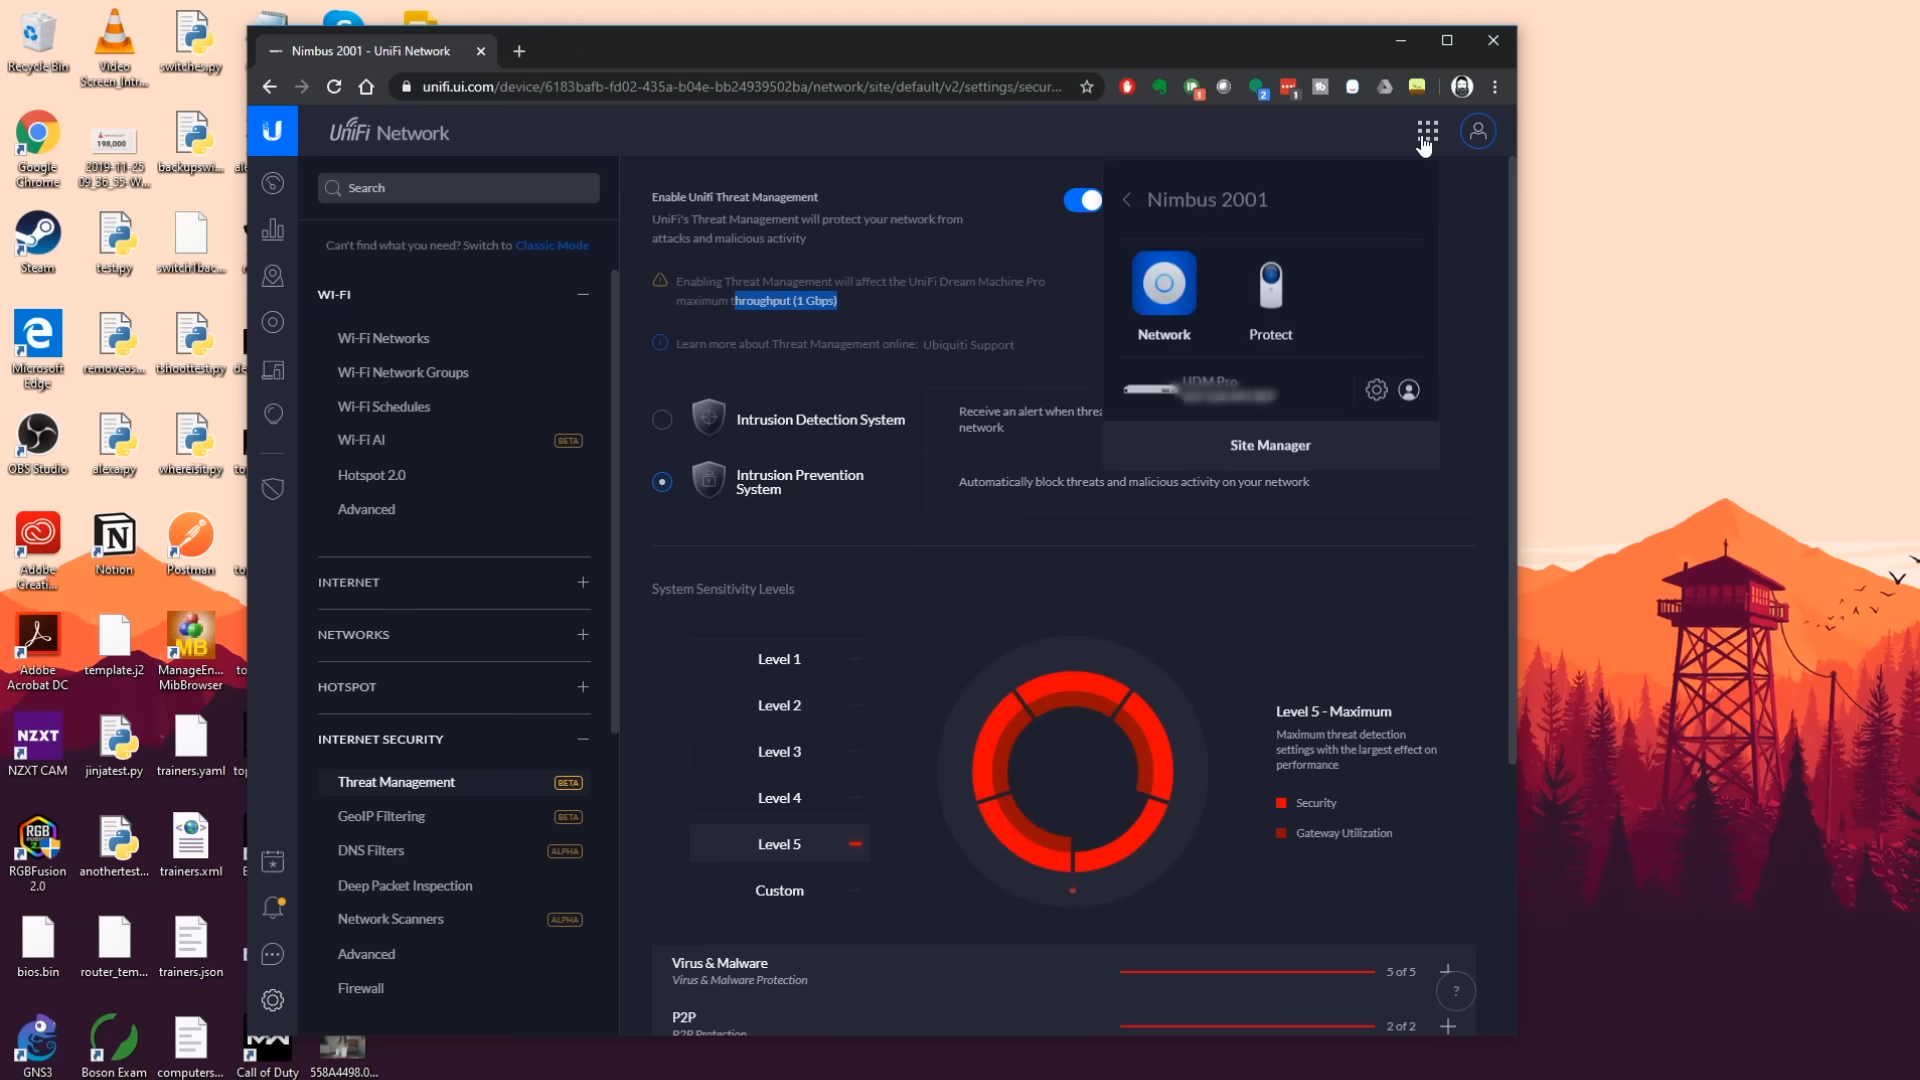 Recycle Bin
Video
Screen_Intr...
switches.py
Google
Chrome
198,000
2019-11-25
09_36_55-W...
backupswi...
Steam
test.py
switch1bac...
Microsoft
Edge
removeos...
tshoottest.py
OBS Studio
alexa.py
whereisit.py
Adobe
Creati...
Notion
Postman
Adobe
Acrobat DC
template.j2
ManageEn...
MibBrowser
NZXT
NZXT CAM
jinjatest.py
trainers.yaml
RGBFusion
2.0
anothertest...
trainers.xml
bios.bin
router_tem...
trainers.json
GNS3
Boson Exam
computers...
Call of Duty
558A4498.0...
Nimbus 2001 - UniFi Network
unifi.ui.com/device/6183bafb-fd02-435a-b04e-bb24939502ba/network/site/default/v2/settings/secur...
UniFi Network
Search
Can't find what you need? Switch to Classic Mode
WI-FI
Wi-Fi Networks
Wi-Fi Network Groups
Wi-Fi Schedules
Wi-Fi AI BETA
Hotspot 2.0
Advanced
INTERNET
NETWORKS
HOTSPOT
INTERNET SECURITY
Threat Management BETA
GeoIP Filtering BETA
DNS Filters ALPHA
Deep Packet Inspection
Network Scanners ALPHA
Advanced
Firewall
Enable Unifi Threat Management
UniFi's Threat Management will protect your network from
attacks and malicious activity
Enabling Threat Management will affect the UniFi Dream Machine Pro
maximum throughput (1 Gbps)
Learn more about Threat Management online: Ubiquiti Support
Intrusion Detection System
Receive an alert when threa
network
Intrusion Prevention
System
Automatically block threats and malicious activity on your network
Nimbus 2001
Network
Protect
UDM Pro
Site Manager
System Sensitivity Levels
Level 1
Level 2
Level 3
Level 4
Level 5
Custom
Level 5 - Maximum
Maximum threat detection
settings with the largest effect on
performance
Security
Gateway Utilization
Virus & Malware
Virus & Malware Protection
5 of 5
?
P2P
P2P Protection
2 of 2